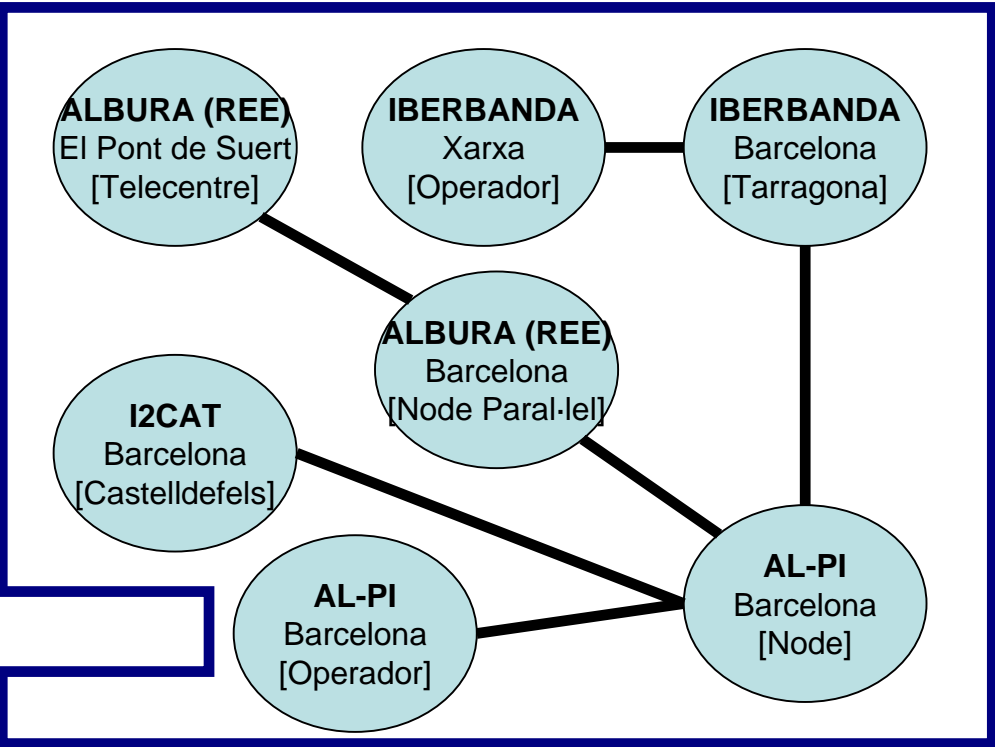 ALBURA (REE)
El Pont de Suert
[Telecentre]
IBERBANDA
Xarxa
[Operador]
IBERBANDA
Barcelona
[Tarragona]
ALBURA (REE)
Barcelona
[Node Paral·lel]
I2CAT
Barcelona
[Castelldefels]
AL-PI
Barcelona
[Operador]
AL-PI
Barcelona
[Node]